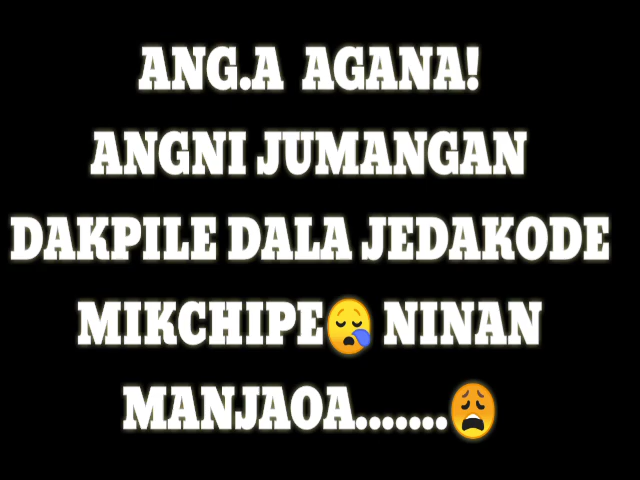 ANG.A AGANA!
ANGNI JUMANGAN
DAKPILE DALA JEDAKODE
MIKCHIPE😪 NINAN
MANJAOA.......😩